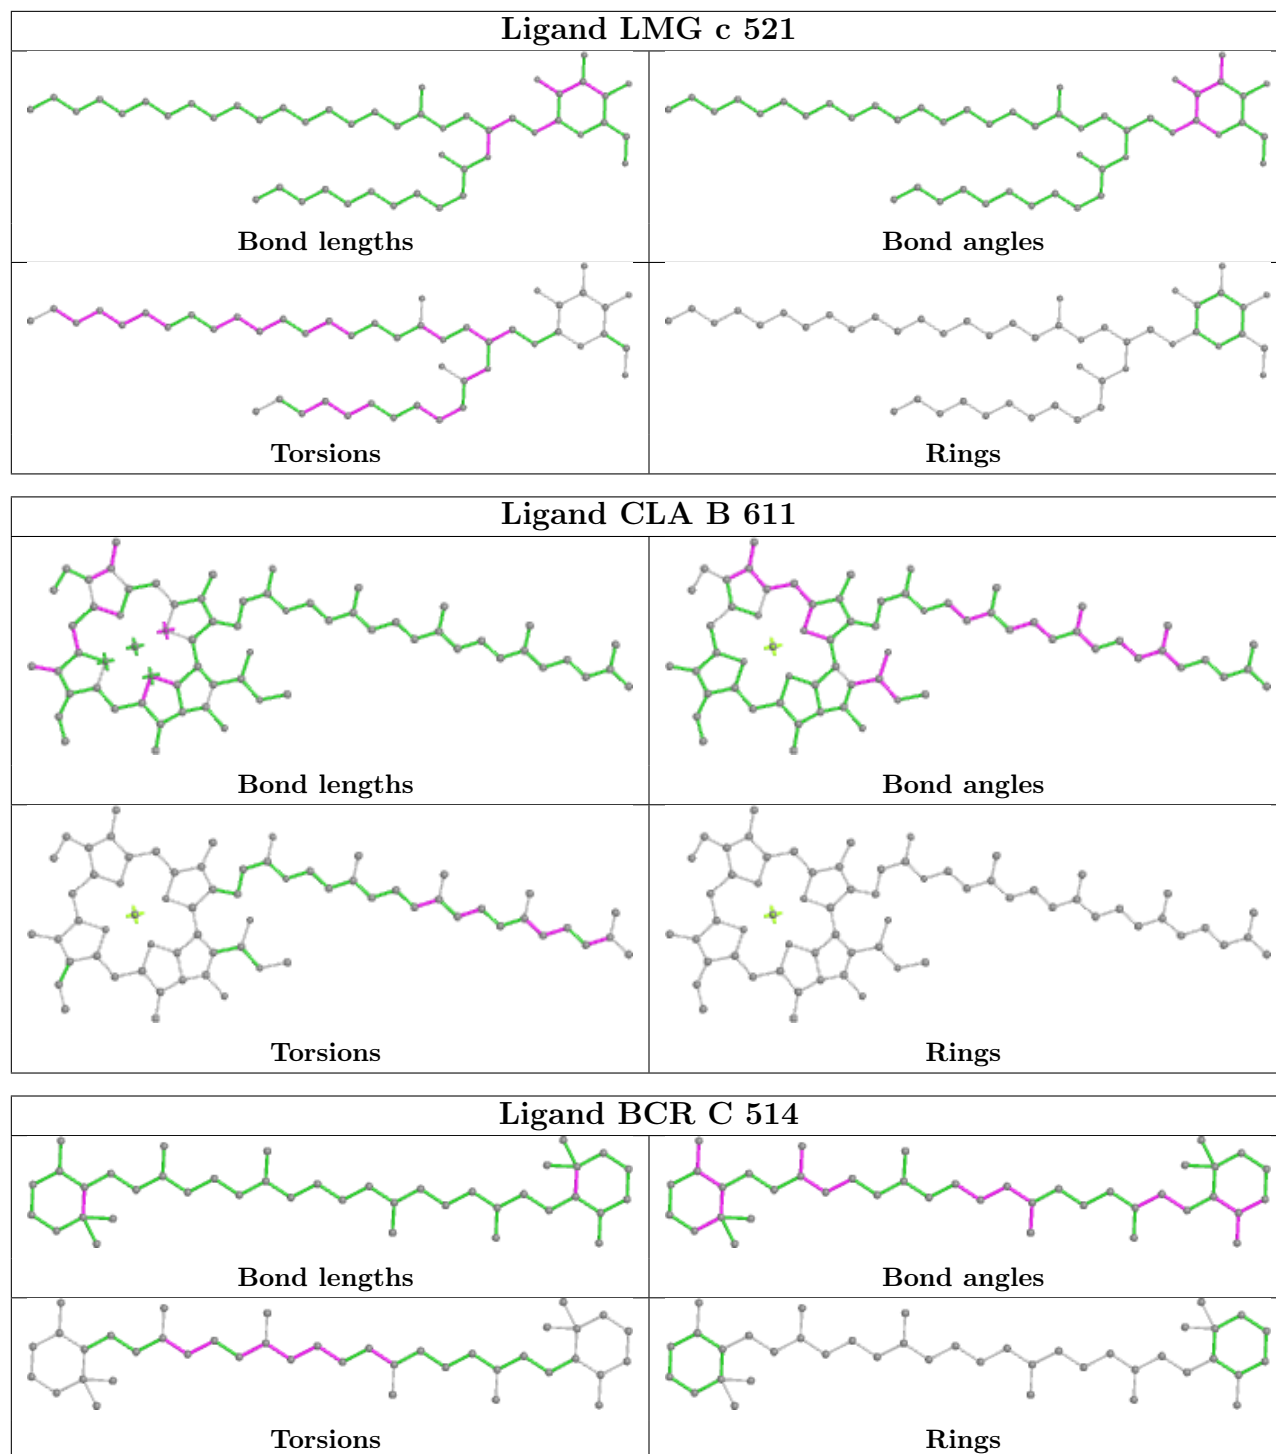 Ligand LMG c 521
Bond lengths
Bond angles
Torsions
Rings
Ligand CLA B 611
Bond lengths
Bond angles
Torsions
Rings
Ligand BCR C 514
Bond lengths
Bond angles
Torsions
Rings